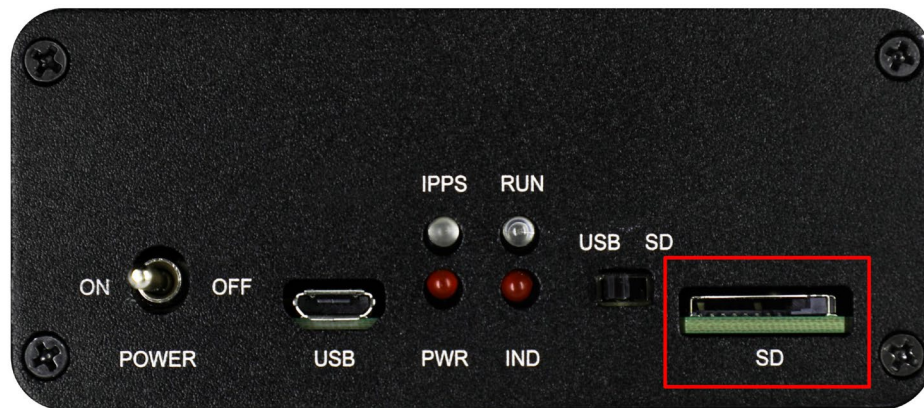 IPPS RUN
USB SD
ON OFF
POWER USB PWR IND SD